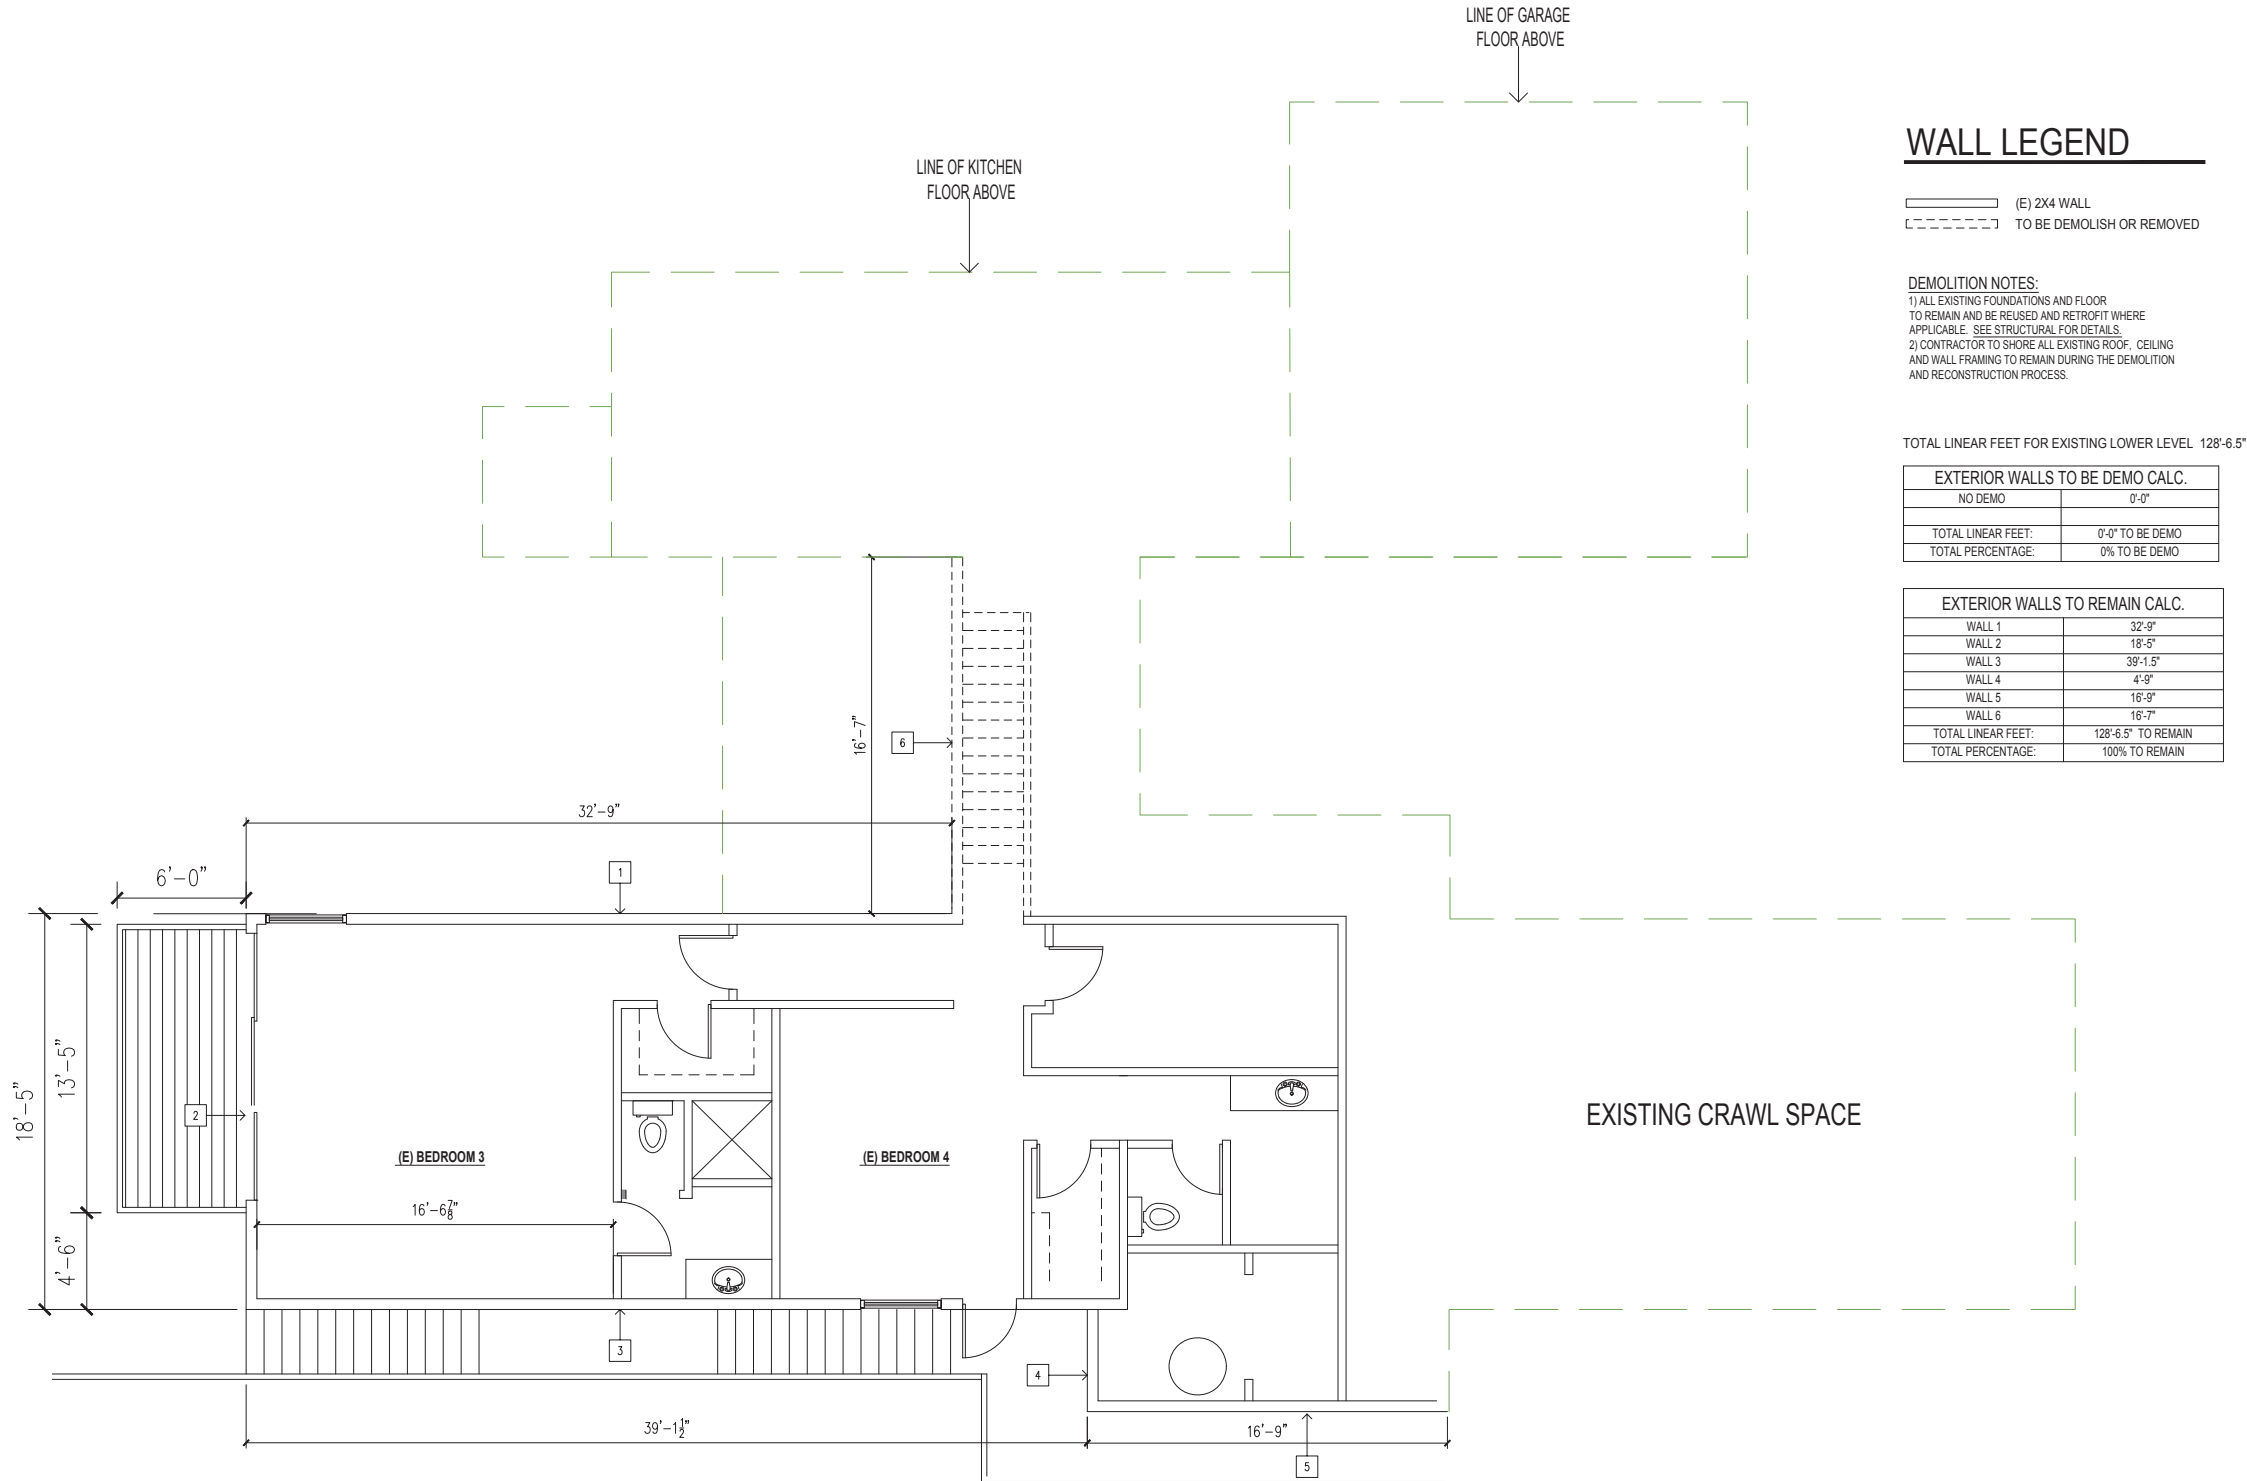 LINE OF GARAGE
FLOOR ABOVE
LINE OF KITCHEN
FLOOR ABOVE
WALL LEGEND
(E) 2X4 WALL
TO BE DEMOLISH OR REMOVED
DEMOLITION NOTES:
1) ALL EXISTING FOUNDATIONS AND FLOOR
TO REMAIN AND BE REUSED AND RETROFIT WHERE
APPLICABLE. SEE STRUCTURAL FOR DETAILS.
2) CONTRACTOR TO SHORE ALL EXISTING ROOF, CEILING
AND WALL FRAMING TO REMAIN DURING THE DEMOLITION
AND RECONSTRUCTION PROCESS.
TOTAL LINEAR FEET FOR EXISTING LOWER LEVEL 128'-6.5"
EXTERIOR WALLS TO BE DEMO CALC.
NO DEMO 0'-0"
TOTAL LINEAR FEET: 0'-0" TO BE DEMO
TOTAL PERCENTAGE: 0% TO BE DEMO
EXTERIOR WALLS TO REMAIN CALC.
WALL 1 32'-9"
WALL 2 18'-5"
WALL 3 39'-1.5"
WALL 4 4'-9"
WALL 5 16'-9"
WALL 6 16'-7"
TOTAL LINEAR FEET: 128'-6.5" TO REMAIN
TOTAL PERCENTAGE: 100% TO REMAIN
16'-7"
6
32'-9"
6'-0"
1
18'-5"
13'-5"
2
4'-6"
(E) BEDROOM 3
16'-6 7/8"
(E) BEDROOM 4
EXISTING CRAWL SPACE
3
4
39'-1 1/2"
16'-9"
5